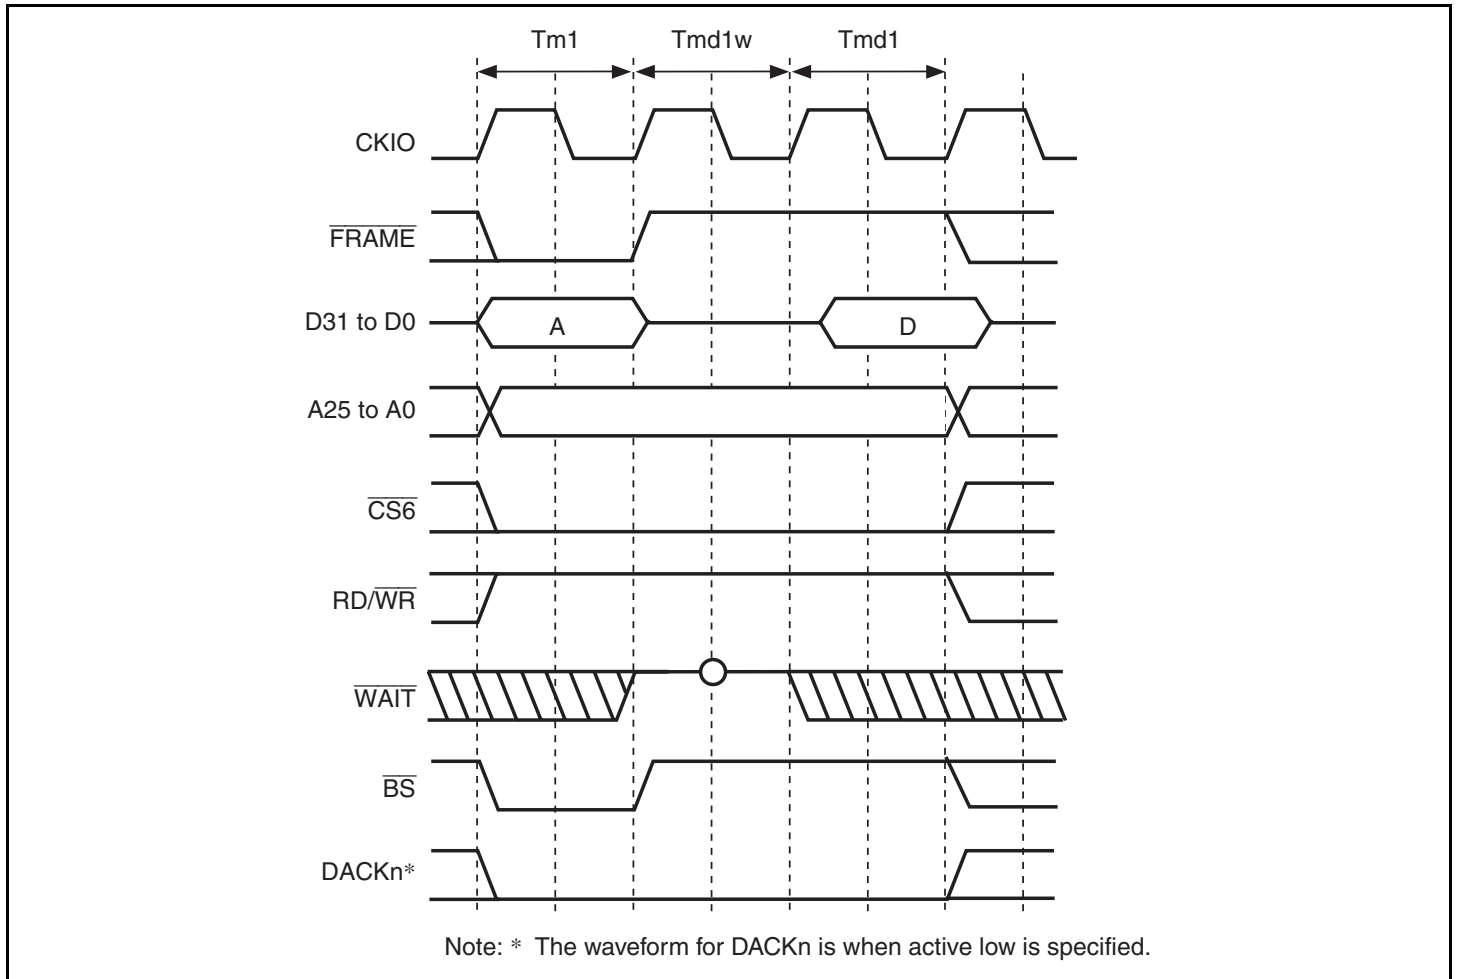 Tm1 Tmd1w Tmd1
CKIO
FRAME
D31 to D0 A D
A25 to A0
CS6
RD/WR
WAIT
BS
DACKn*
Note: * The waveform for DACKn is when active low is specified.